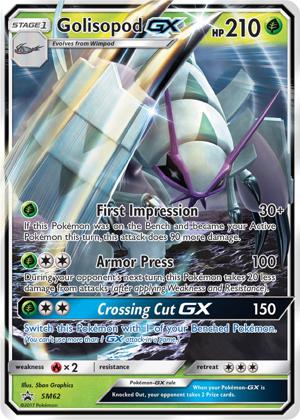 STAGE 1 Golisopod GX HP 210
Evolves from Wimpod
First Impression 30+
If this Pokémon was on the Bench and became your Active
Pokémon this turn, this attack does 90 more damage.
Armor Press 100
During your opponent's next turn, this Pokémon takes 20 less
damage from attacks (after applying Weakness and Resistance).
Crossing Cut GX 150
Switch this Pokémon with 1 of your Benched Pokémon.
(You can't use more than 1 GX attack in a game.)
weakness × 2 resistance retreat
Illus. 5ban Graphics Pokémon-GX rule When your Pokémon-GX is
SM62 Knocked Out, your opponent takes 2 Prize cards.
©2017 Pokémon